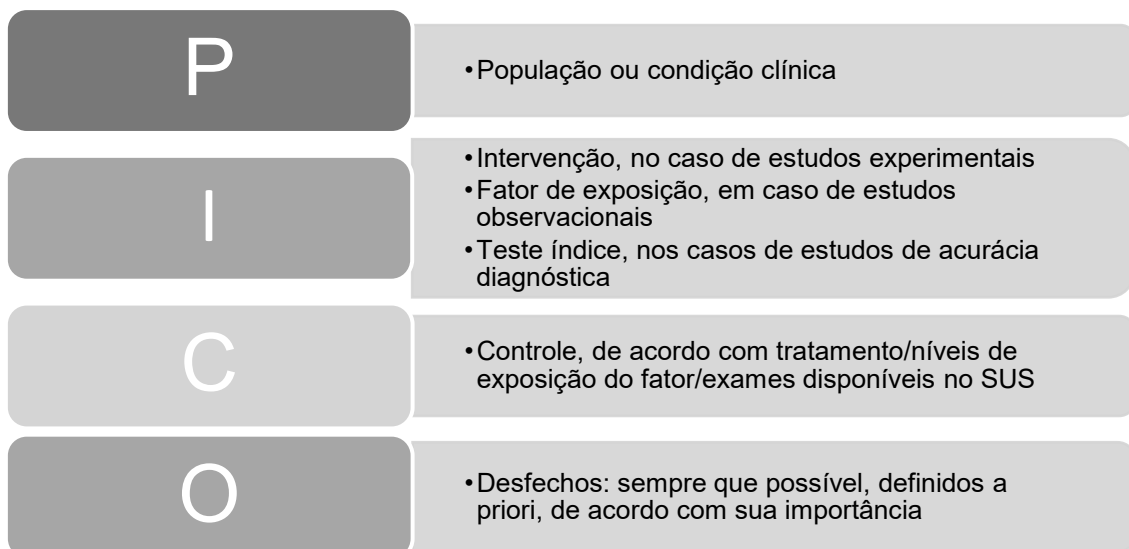 P
•População ou condição clínica
I
•Intervenção, no caso de estudos experimentais
•Fator de exposição, em caso de estudos
observacionais
•Teste índice, nos casos de estudos de acurácia
diagnóstica
C
•Controle, de acordo com tratamento/níveis de
exposição do fator/exames disponíveis no SUS
O
•Desfechos: sempre que possível, definidos a
priori, de acordo com sua importância